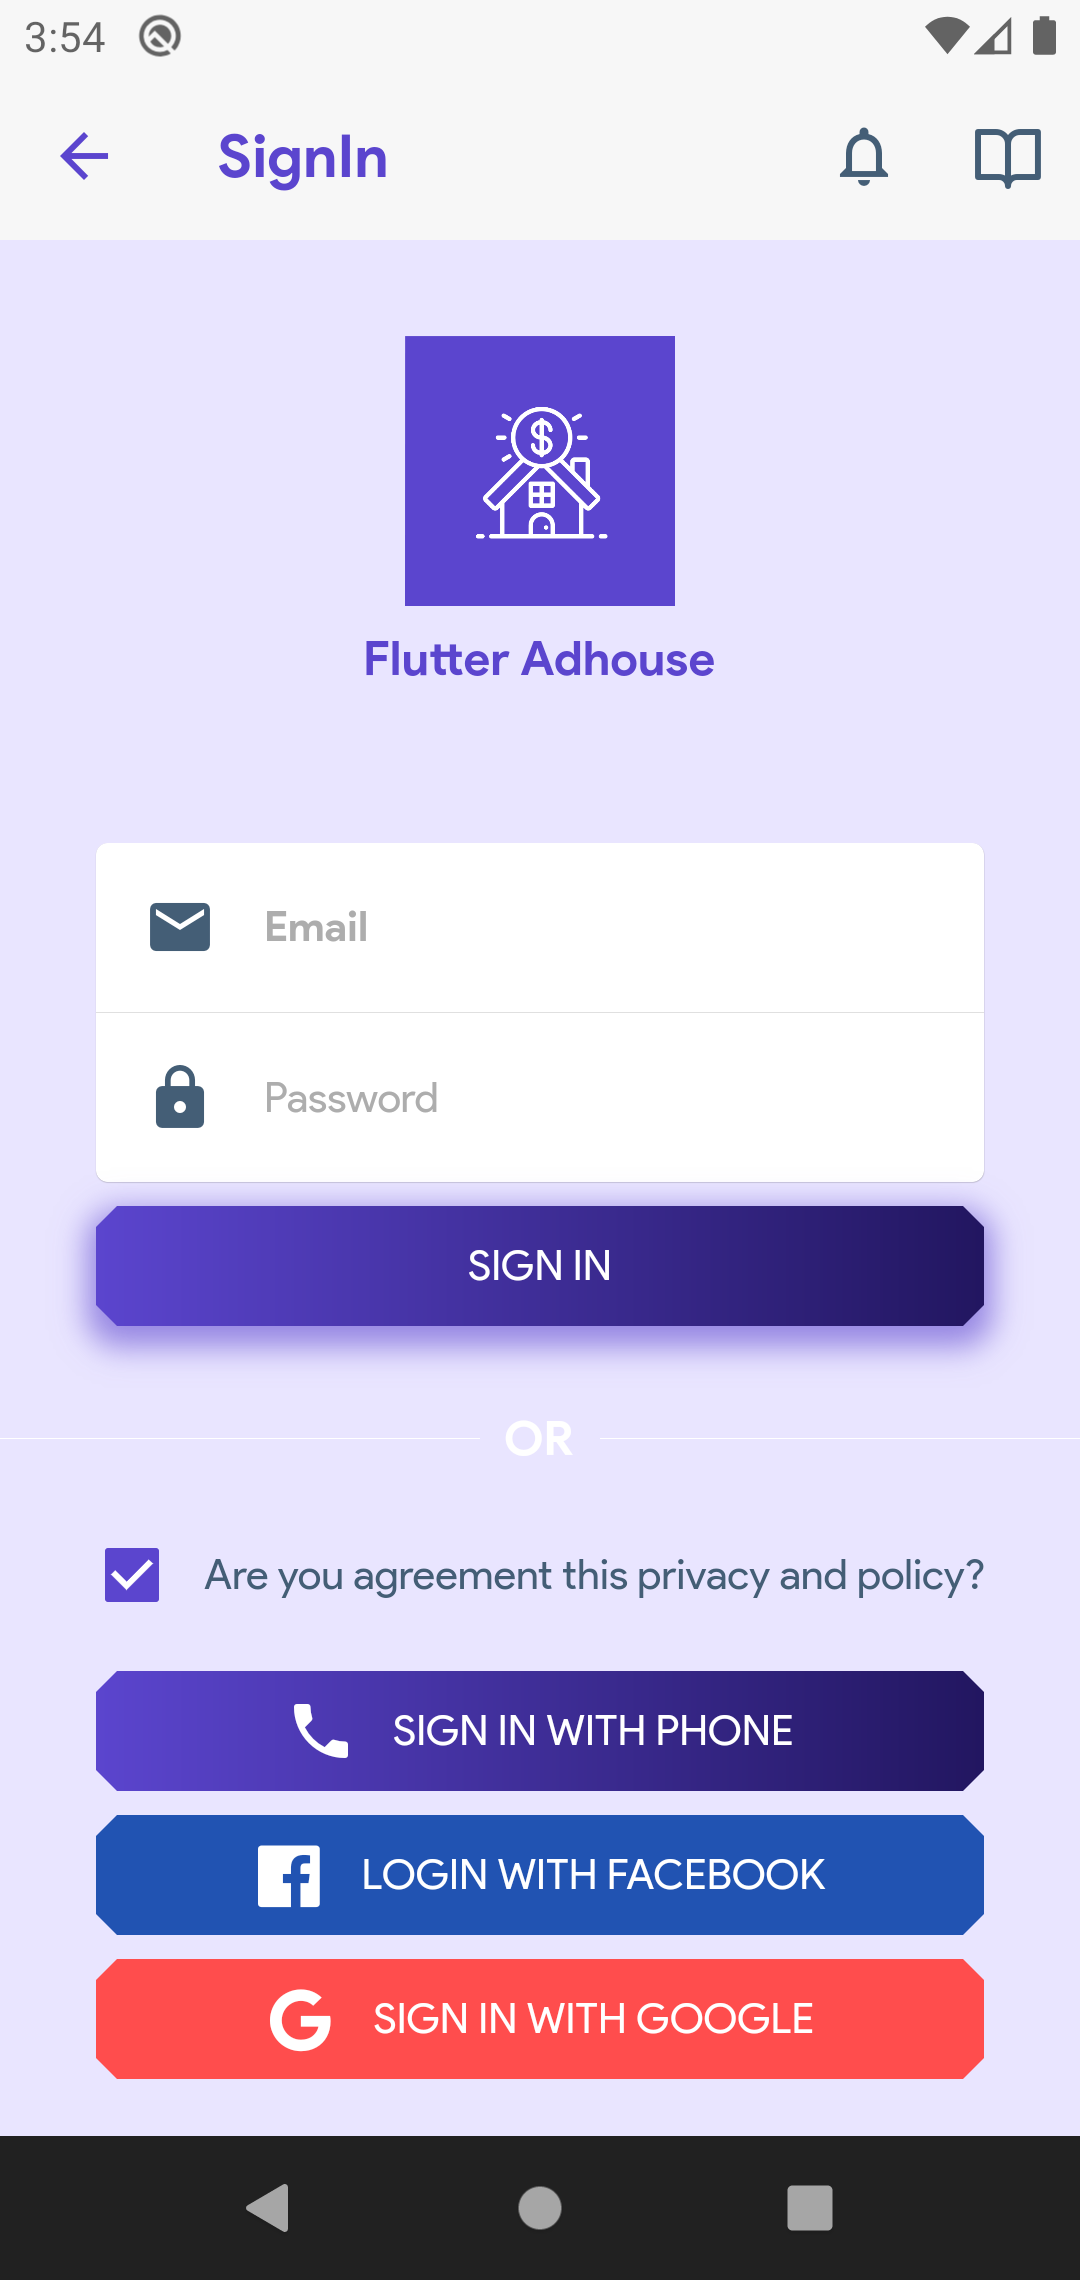 3:54
SignIn
$
Flutter Adhouse
Email
Password
SIGN IN
OR
Are you agreement this privacy and policy?
SIGN IN WITH PHONE
LOGIN WITH FACEBOOK
SIGN IN WITH GOOGLE